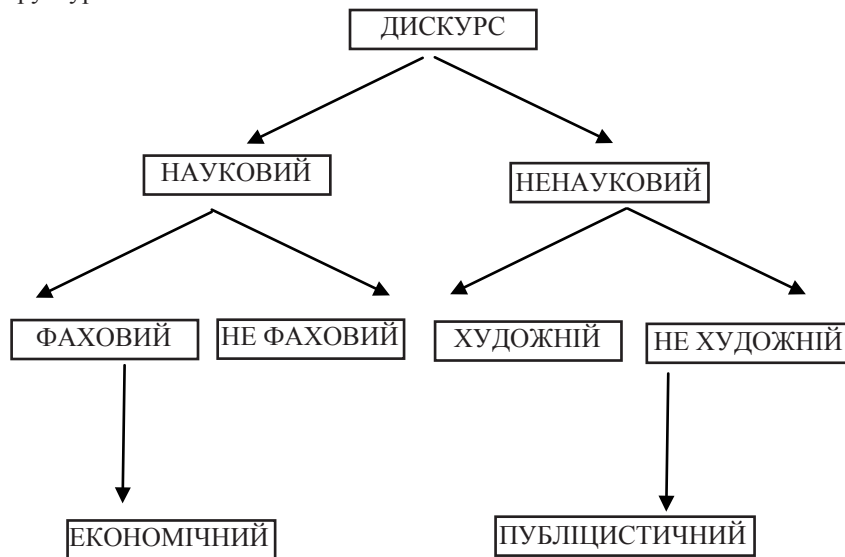 ДИСКУРС
НАУКОВИЙ
НЕНАУКОВИЙ
ФАХОВИЙ
НЕ ФАХОВИЙ
ХУДОЖНІЙ
НЕ ХУДОЖНІЙ
ЕКОНОМІЧНИЙ
ПУБЛІЦИСТИЧНИЙ